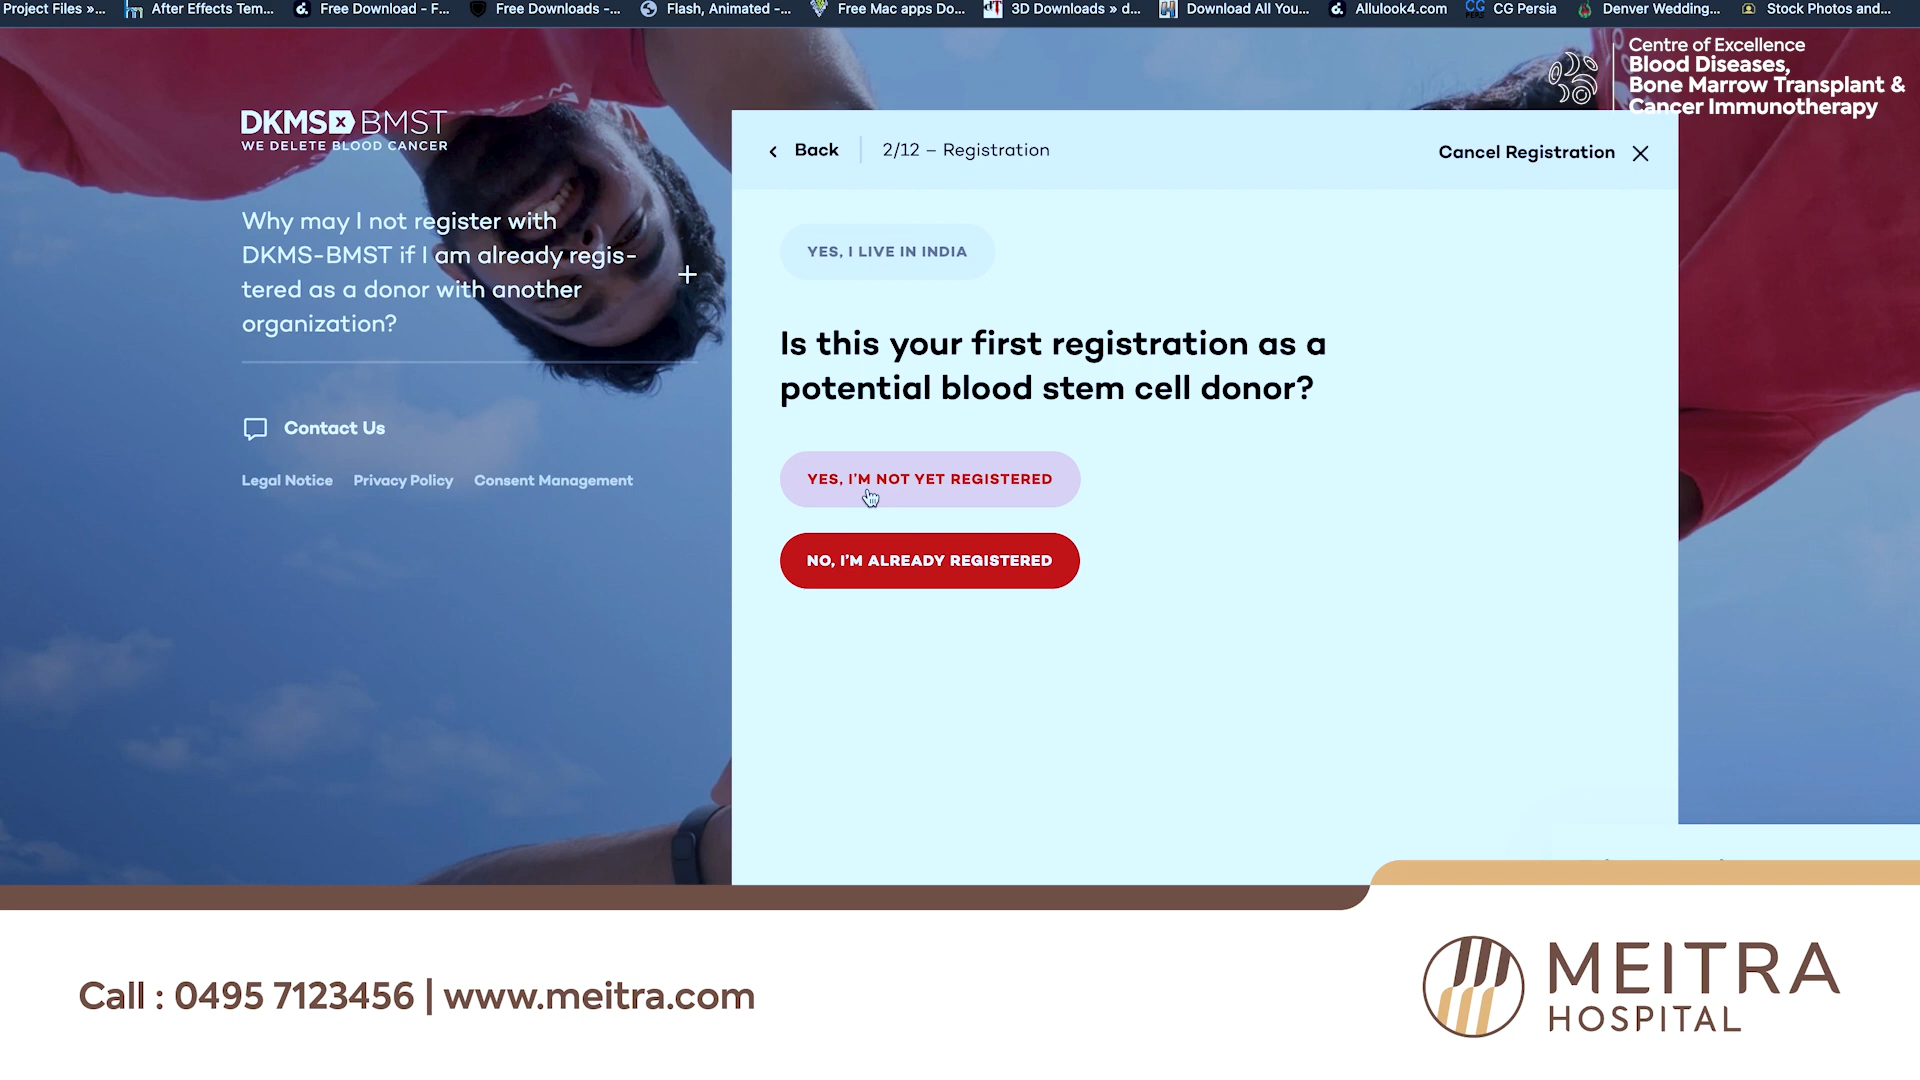 Project Files »...
After Effects Tem...
Free Download - F...
Free Downloads -...
Flash, Animated -...
Free Mac apps Do...
3D Downloads » d...
Download All You...
Allulook4.com
CG Persia
Denver Wedding...
Stock Photos and...
Centre of Excellence
Blood Diseases,
Bone Marrow Transplant &
Cancer Immunotherapy
DKMS x BMST
WE DELETE BLOOD CANCER
Back
2/12 – Registration
Cancel Registration
Why may I not register with
DKMS-BMST if I am already regis-
tered as a donor with another
organization?
YES, I LIVE IN INDIA
Is this your first registration as a
potential blood stem cell donor?
Contact Us
Legal Notice Privacy Policy Consent Management
YES, I'M NOT YET REGISTERED
NO, I'M ALREADY REGISTERED
Call : 0495 7123456 | www.meitra.com
MEITRA
HOSPITAL